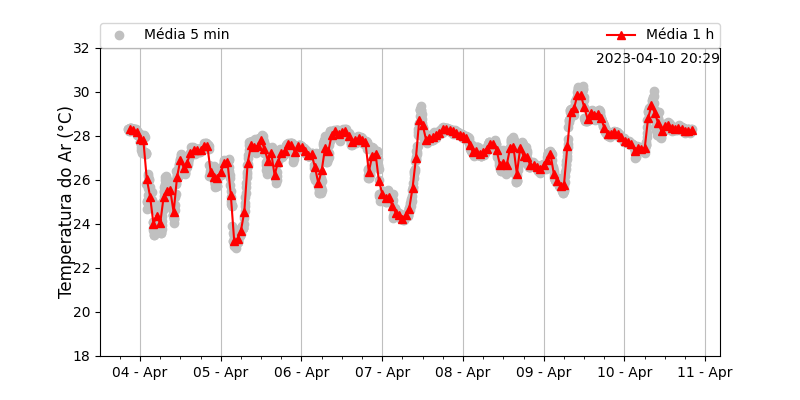 Média 5 min
Média 1 h
2023-04-10 20:29
Temperatura do Ar (°C)
32
30
28
26
24
22
20
18
04 - Apr
05 - Apr
06 - Apr
07 - Apr
08 - Apr
09 - Apr
10 - Apr
11 - Apr